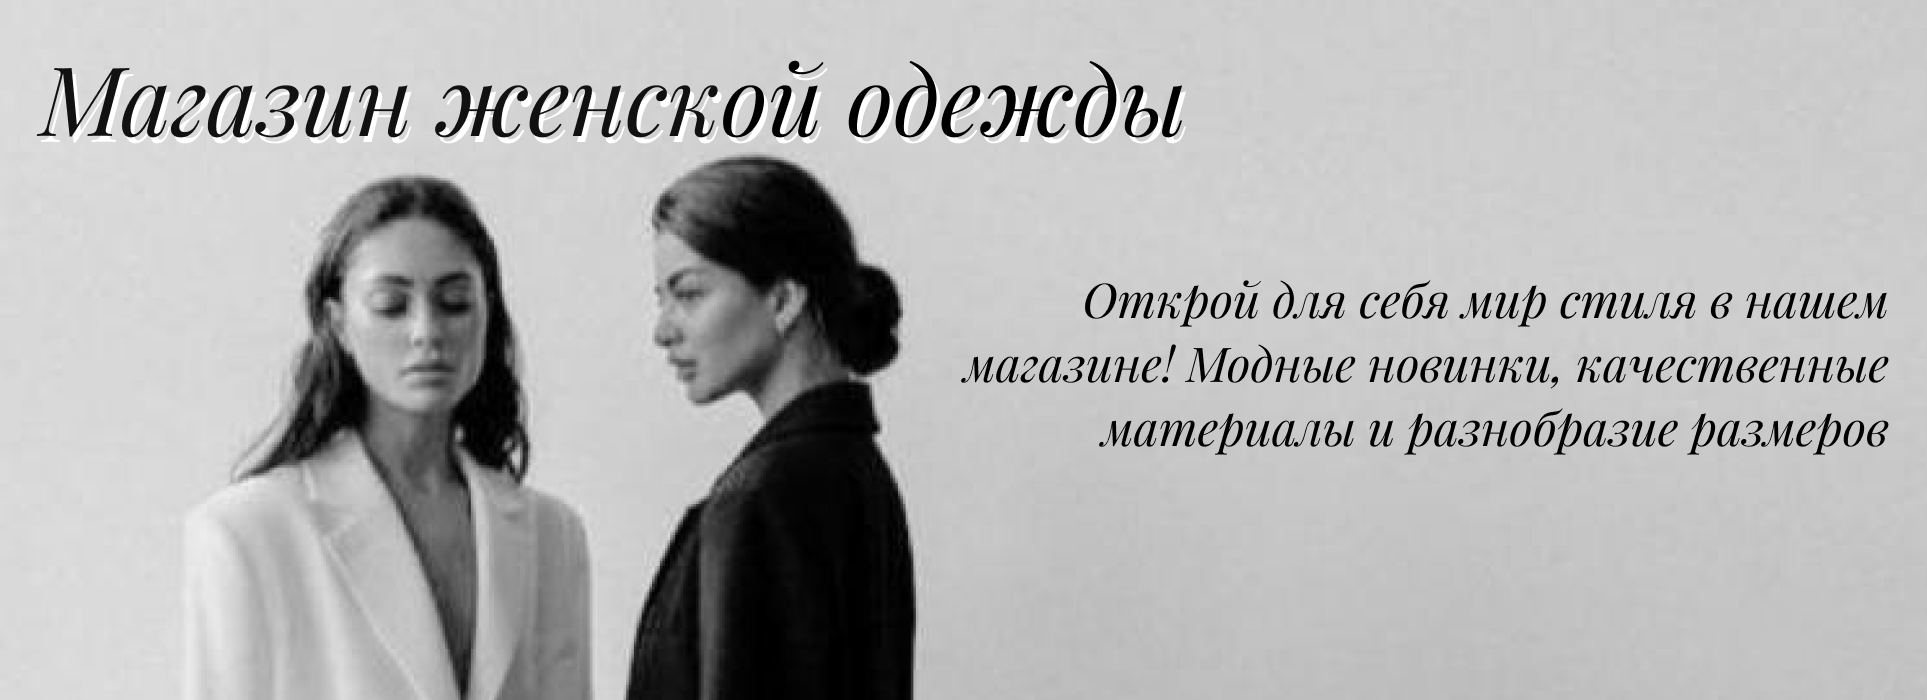 Магазин женской одежды
Открой для себя мир стиля в нашем
магазине! Модные новинки, качественные
материалы и разнобразие размеров